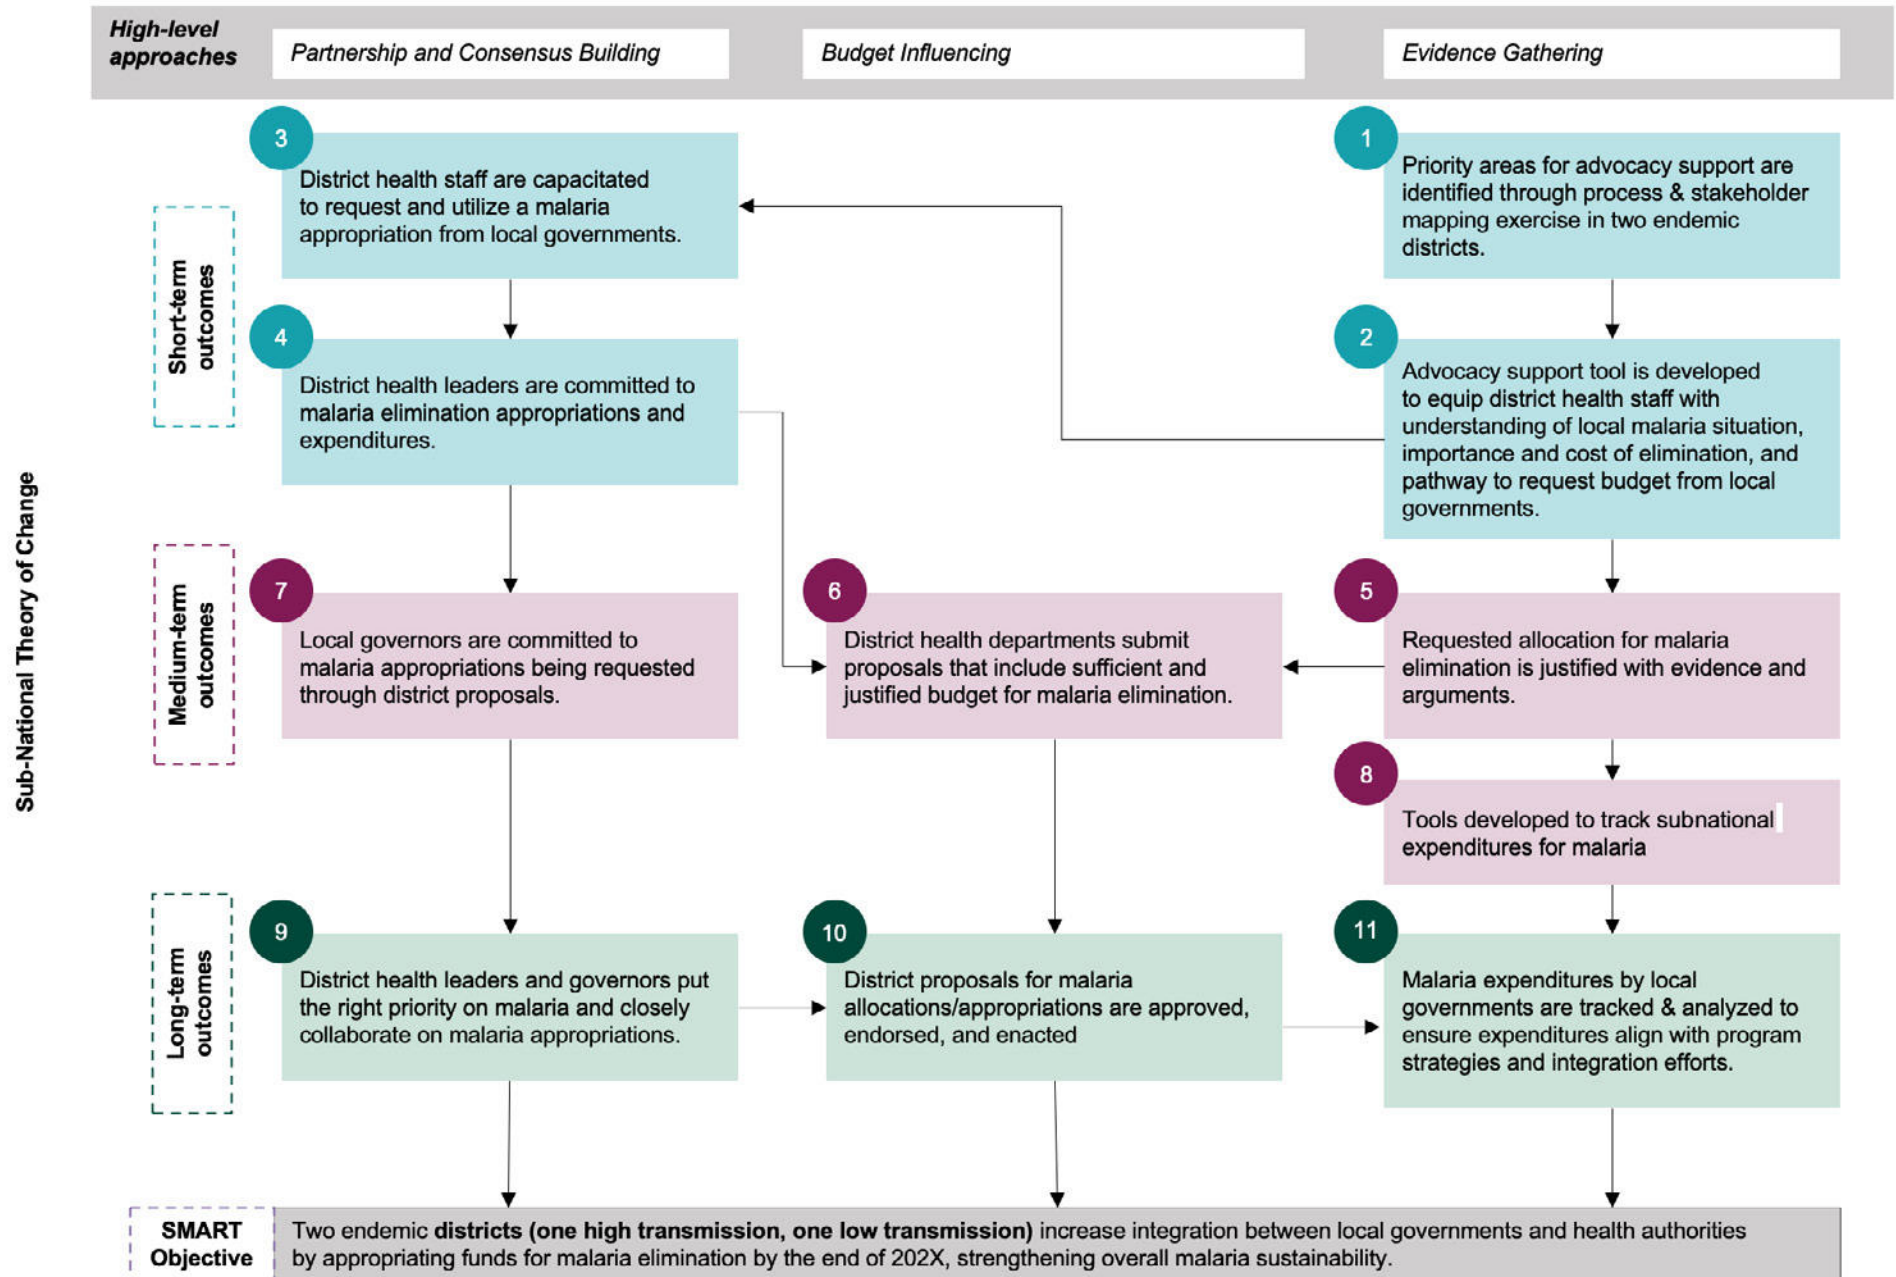 High-level
approaches
Partnership and Consensus Building
Budget Influencing
Evidence Gathering
Sub-National Theory of Change
Short-term
outcomes
3
District health staff are capacitated
to request and utilize a malaria
appropriation from local governments.
1
Priority areas for advocacy support are
identified through process & stakeholder
mapping exercise in two endemic
districts.
4
District health leaders are committed to
malaria elimination appropriations and
expenditures.
2
Advocacy support tool is developed
to equip district health staff with
understanding of local malaria situation,
importance and cost of elimination, and
pathway to request budget from local
governments.
Medium-term
outcomes
7
Local governors are committed to
malaria appropriations being requested
through district proposals.
6
District health departments submit
proposals that include sufficient and
justified budget for malaria elimination.
5
Requested allocation for malaria
elimination is justified with evidence and
arguments.
8
Tools developed to track subnational
expenditures for malaria
Long-term
outcomes
9
District health leaders and governors put
the right priority on malaria and closely
collaborate on malaria appropriations.
10
District proposals for malaria
allocations/appropriations are approved,
endorsed, and enacted
11
Malaria expenditures by local
governments are tracked & analyzed to
ensure expenditures align with program
strategies and integration efforts.
SMART
Objective
Two endemic districts (one high transmission, one low transmission) increase integration between local governments and health authorities
by appropriating funds for malaria elimination by the end of 202X, strengthening overall malaria sustainability.